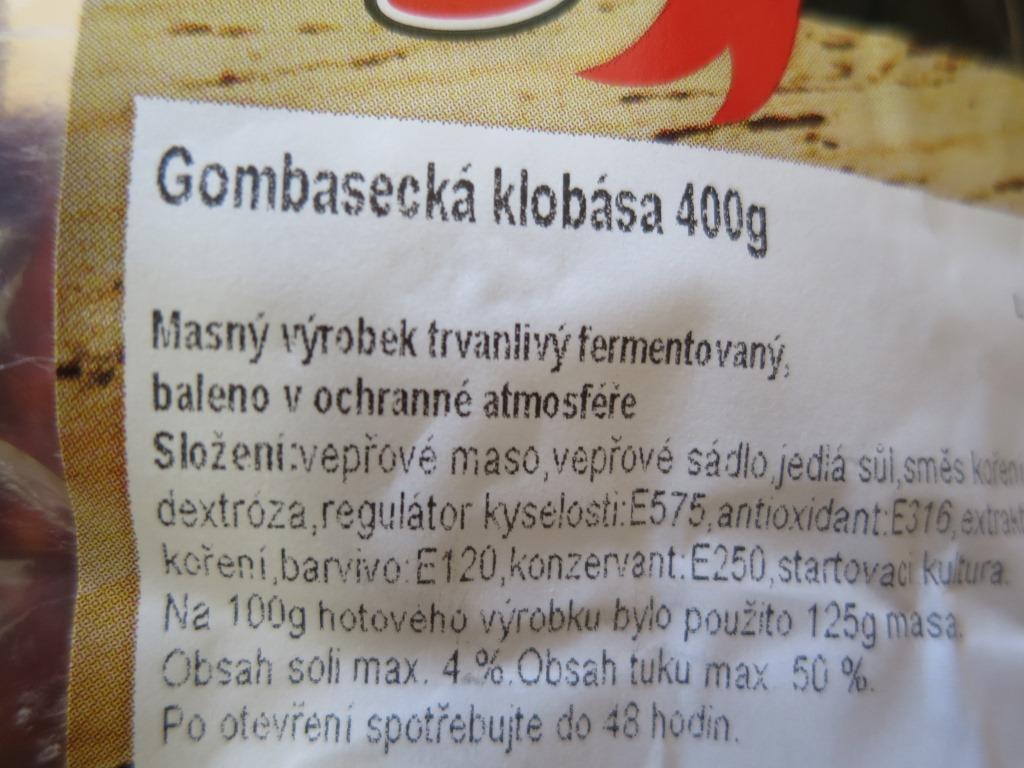 Gombasecká klobása 400g
Masný výrobek trvanlivý fermentovaný,
baleno v ochranné atmosféře
Složení:vepřové maso,vepřové sádlo,jedlá sůl,směs koření
dextróza,regulátor kyselosti:E575,antioxidant:E316,extrakt
koření,barvivo:E120,konzervant:E250,startovací kultura.
Na 100g hotového výrobku bylo použito 125g masa.
Obsah soli max. 4 %.Obsah tuku max 50 %.
Po otevření spotřebujte do 48 hodin.